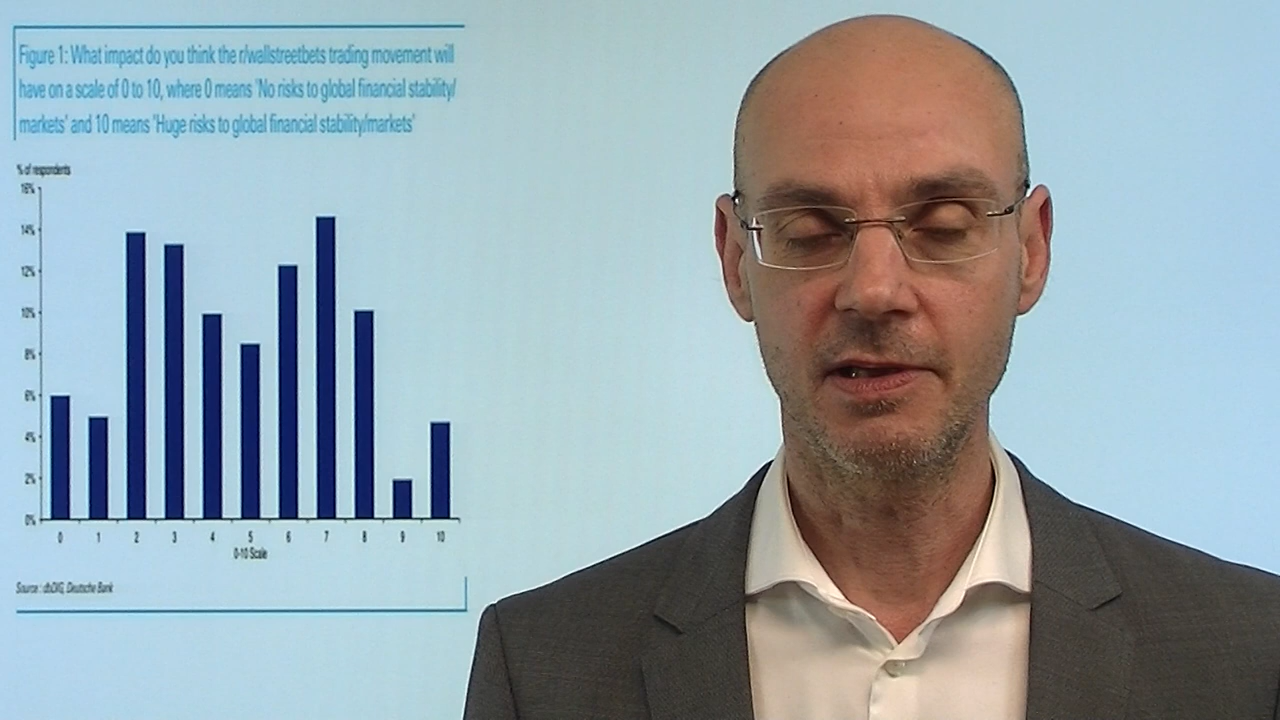 Figure 1: What impact do you think the r/wallstreetbets trading movement will
have on a scale of 0 to 10, where 0 means 'No risks to global financial stability/
markets' and 10 means 'Huge risks to global financial stability/markets'
% of respondents
16%
14%
12%
10%
8%
6%
4%
2%
0%
0 1 2 3 4 5 6 7 8 9 10
0-10 Scale
Source : dbDIG, Deutsche Bank